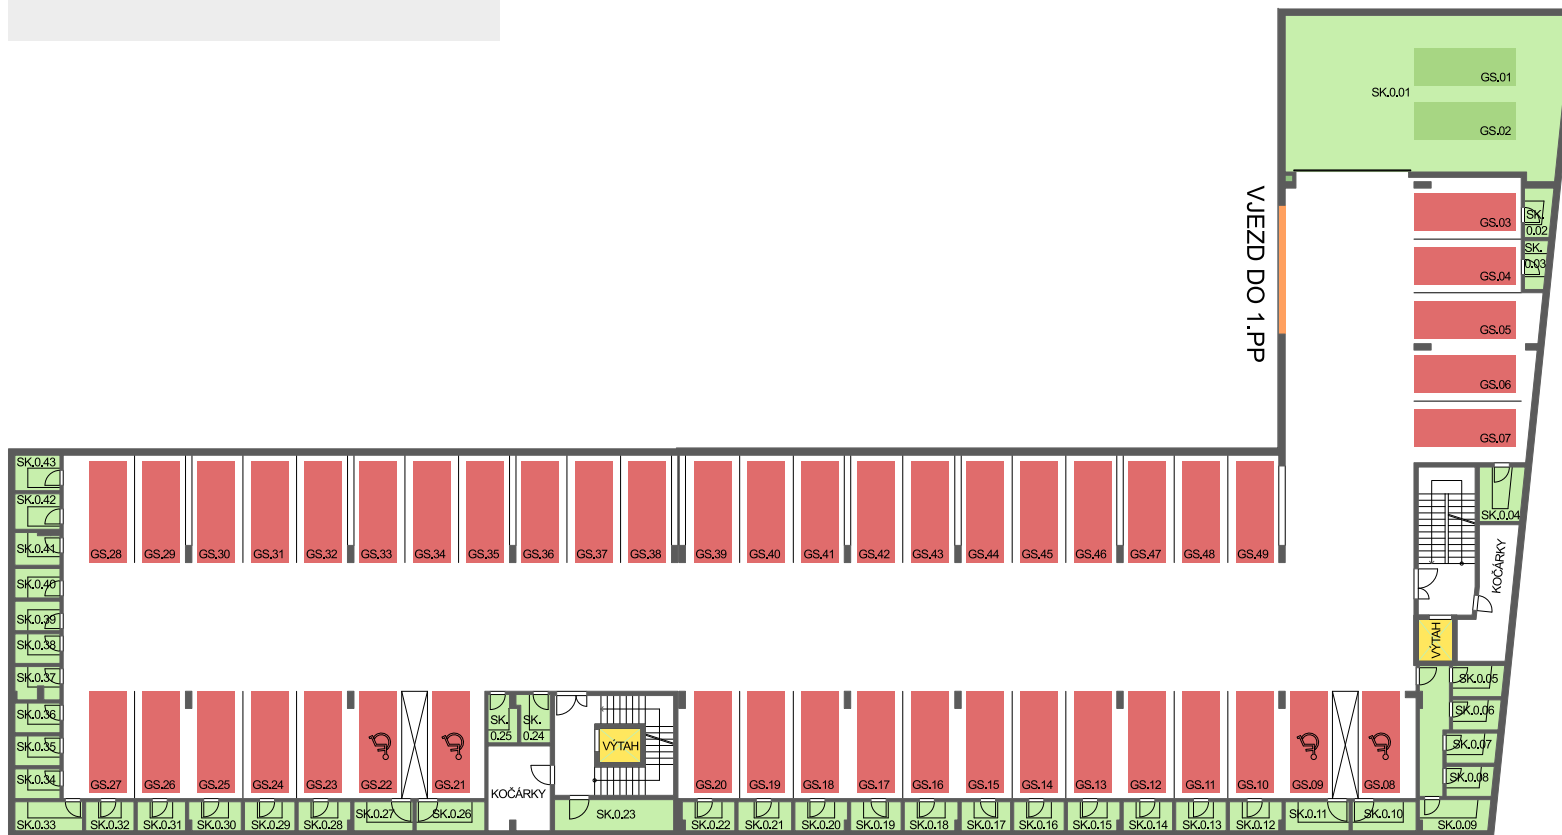 GS.01
SK.0.01
GS.02
VJEZD DO 1.PP
GS.03
SK.
0.02
SK.
0.03
GS.04
GS.05
GS.06
GS.07
SK.0.43
SK.0.42
SK.0.41
SK.0.40
SK.0.39
SK.0.38
SK.0.37
SK.0.36
SK.0.35
SK.0.34
GS.28
GS.29
GS.30
GS.31
GS.32
GS.33
GS.34
GS.35
GS.36
GS.37
GS.38
GS.39
GS.40
GS.41
GS.42
GS.43
GS.44
GS.45
GS.46
GS.47
GS.48
GS.49
SK.0.04
KOČÁRKY
VÝTAH
SK.0.05
SK.0.06
SK.0.07
SK.0.08
GS.27
GS.26
GS.25
GS.24
GS.23
GS.22
GS.21
SK.
0.25
SK.
0.24
VÝTAH
KOČÁRKY
GS.20
GS.19
GS.18
GS.17
GS.16
GS.15
GS.14
GS.13
GS.12
GS.11
GS.10
GS.09
GS.08
SK.0.33
SK.0.32
SK.0.31
SK.0.30
SK.0.29
SK.0.28
SK.0.27
SK.0.26
SK.0.23
SK.0.22
SK.0.21
SK.0.20
SK.0.19
SK.0.18
SK.0.17
SK.0.16
SK.0.15
SK.0.14
SK.0.13
SK.0.12
SK.0.11
SK.0.10
SK.0.09